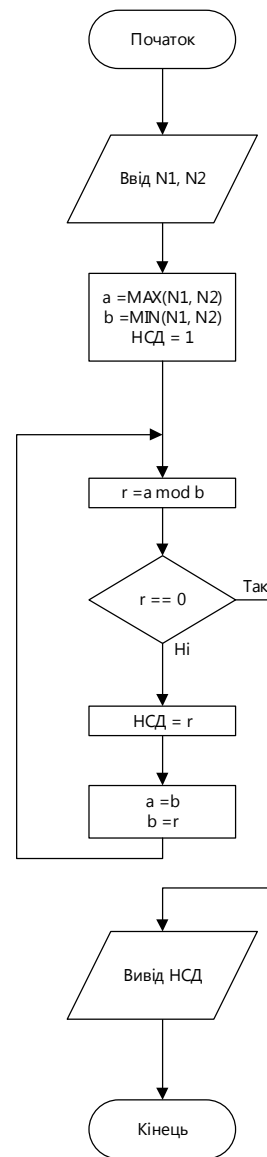 Початок
Ввід N1, N2
a =MAX(N1, N2)
b =MIN(N1, N2)
НСД = 1
r =a mod b
r == 0
Так
Ні
НСД = r
a =b
b =r
Вивід НСД
Кінець